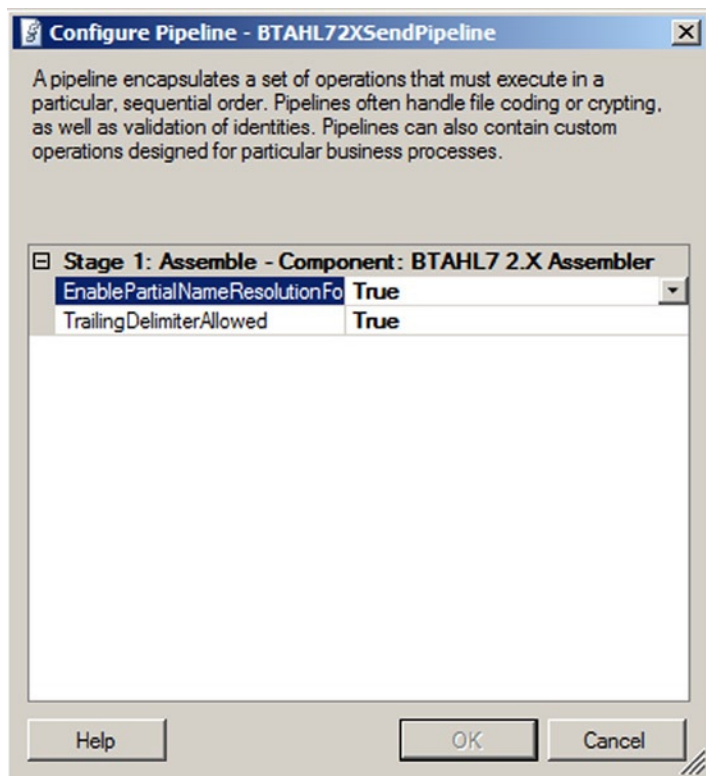 Configure Pipeline - BTAHL72XSendPipeline
A pipeline encapsulates a set of operations that must execute in a
particular, sequential order. Pipelines often handle file coding or crypting,
as well as validation of identities. Pipelines can also contain custom
operations designed for particular business processes.
Stage 1: Assemble - Component: BTAHL7 2.X Assembler
EnablePartialNameResolutionFo True
TrailingDelimiterAllowed True
Help OK Cancel